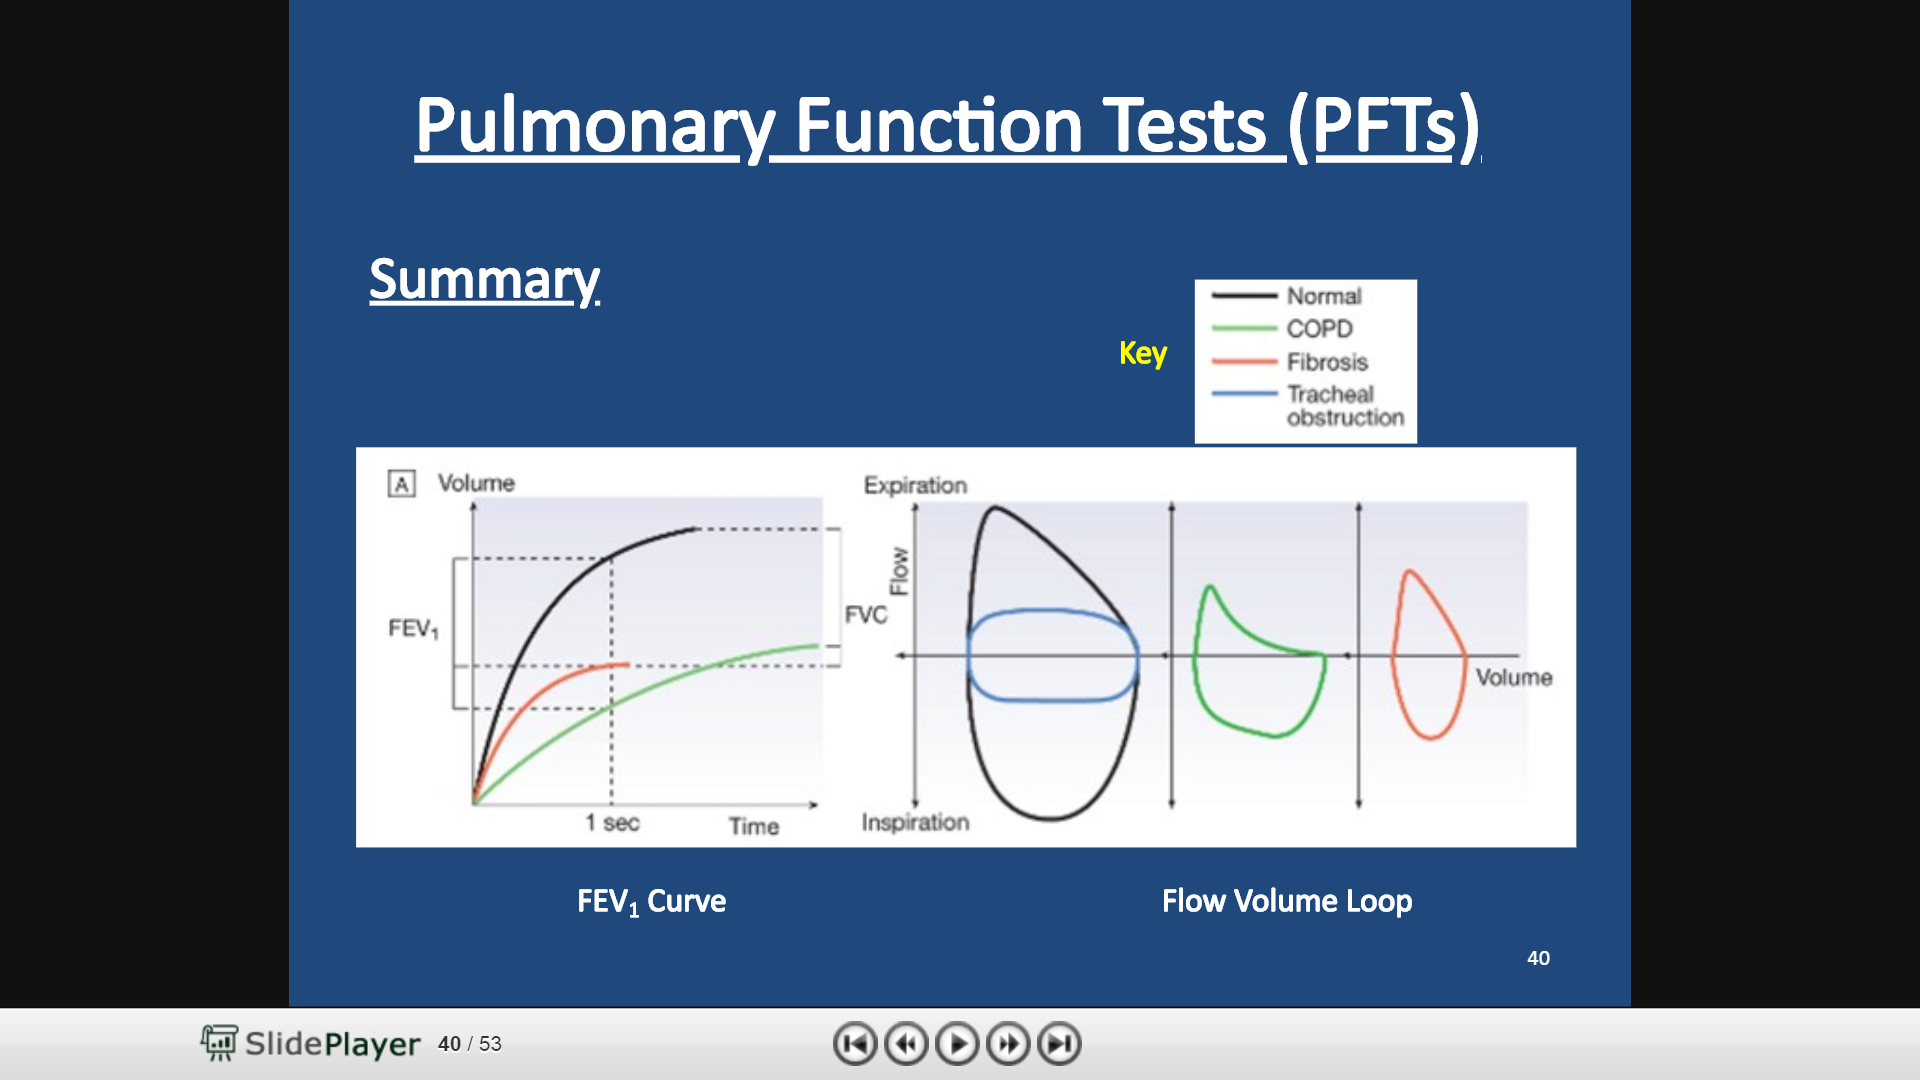 Pulmonary Function Tests (PFTs)
Summary
Key
Normal
COPD
Fibrosis
Tracheal
obstruction
A Volume
FEV₁
FVC
1 sec
Time
Expiration
Flow
Volume
Inspiration
FEV₁ Curve
Flow Volume Loop
40
SlidePlayer 40 / 53